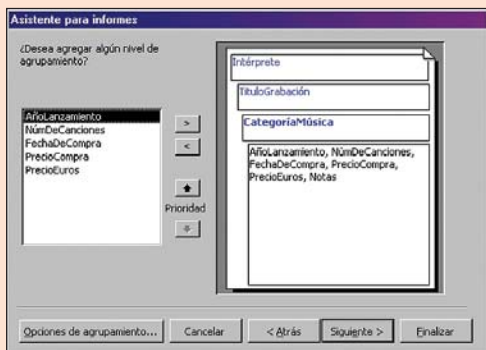 Asistente para informes
¿Desea agregar algún nivel de
agrupamiento?
AñoLanzamiento
NúmDeCanciones
FechaDeCompra
PrecioCompra
PrecioEuros
>
<
Prioridad
Intérprete
TítuloGrabación
CategoríaMúsica
AñoLanzamiento, NúmDeCanciones,
FechaDeCompra, PrecioCompra,
PrecioEuros, Notas
Opciones de agrupamiento...
Cancelar
< Atrás
Siguiente >
Finalizar